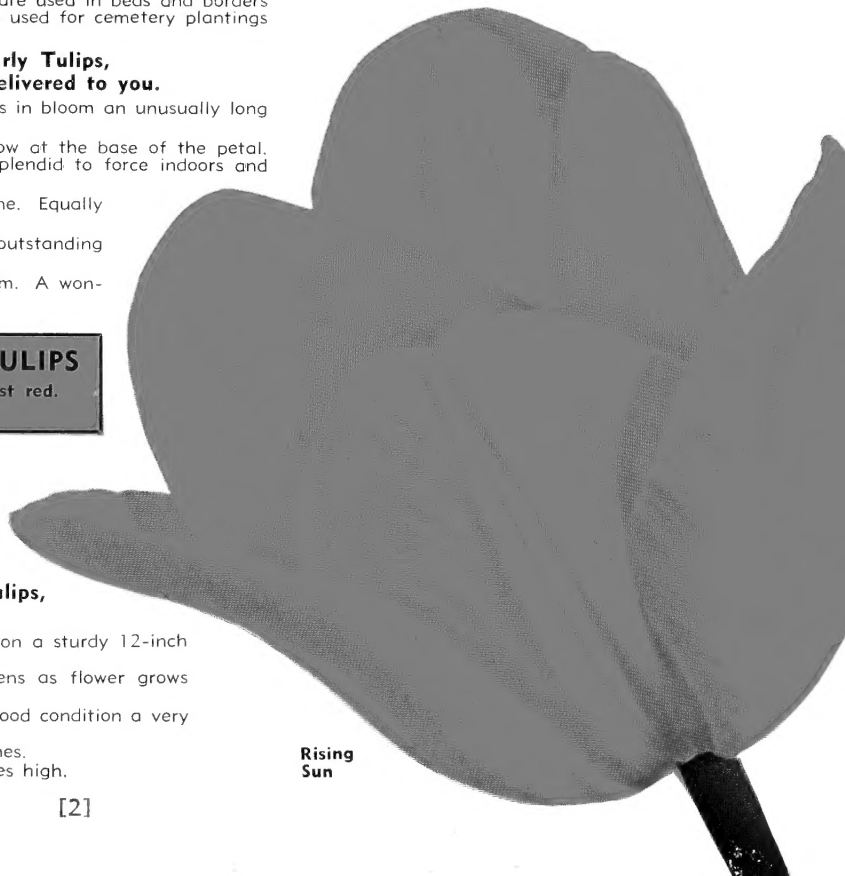 are used in beds and borders
used for cemetery plantings
rly Tulips,
elivered to you.
s in bloom an unusually long
ow at the base of the petal.
plendid to force indoors and
ne. Equally
outstanding
m. A won-
ULIPS
st red.
lips,
on a sturdy 12-inch
ens as flower grows
ood condition a very
nes.
es high.
Rising
Sun
[2]